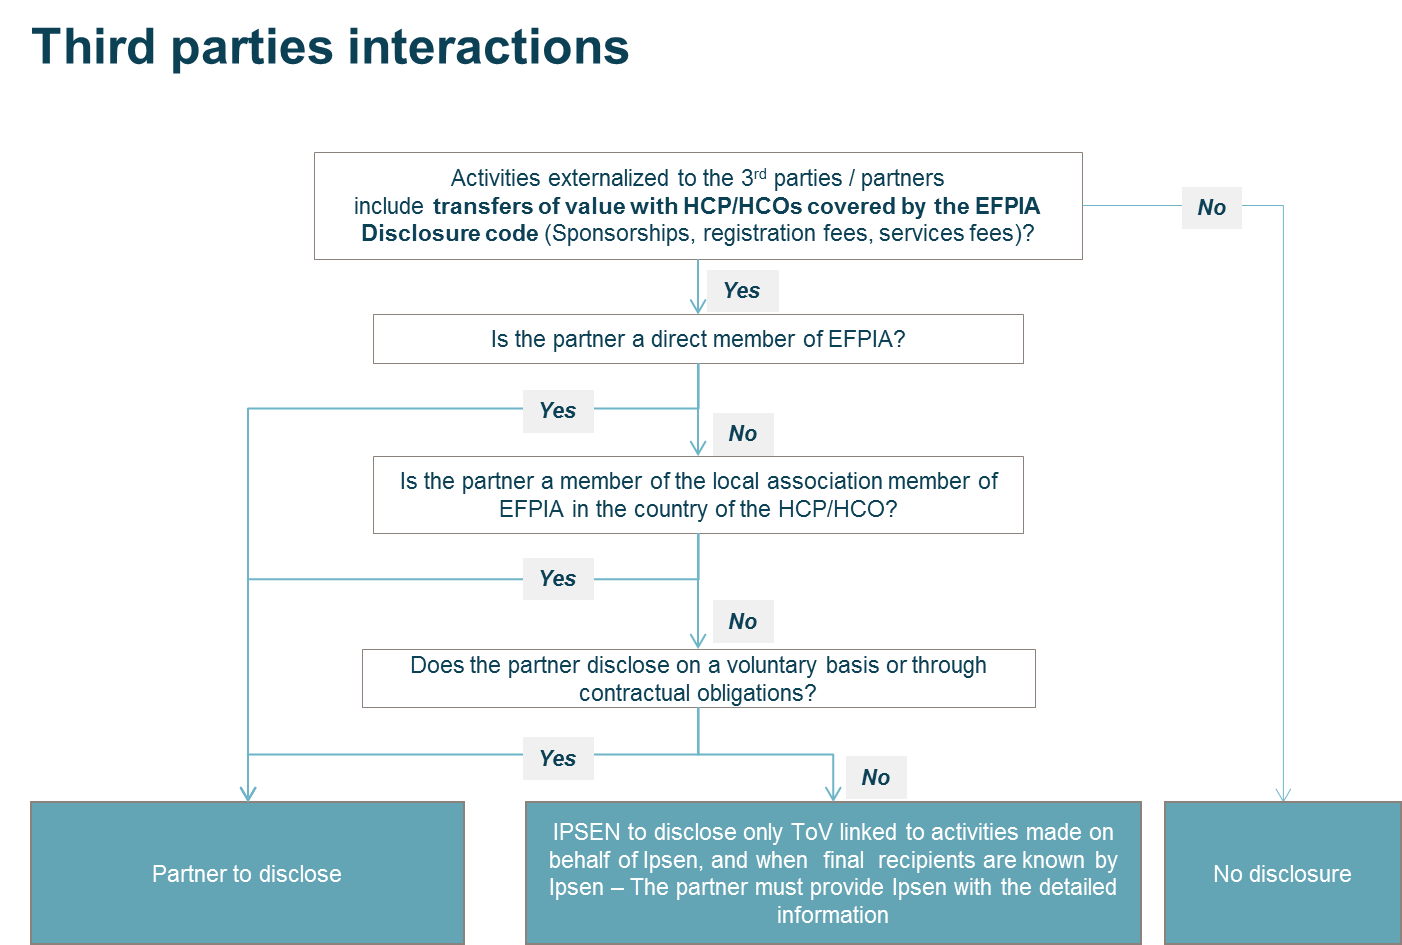 Third parties interactions
Activities externalized to the 3rd parties / partners
include transfers of value with HCP/HCOs covered by the EFPIA
Disclosure code (Sponsorships, registration fees, services fees)?
No
Yes
Is the partner a direct member of EFPIA?
Yes
No
Is the partner a member of the local association member of
EFPIA in the country of the HCP/HCO?
Yes
No
Does the partner disclose on a voluntary basis or through
contractual obligations?
Yes
No
Partner to disclose
IPSEN to disclose only ToV linked to activities made on
behalf of Ipsen, and when final recipients are known by
Ipsen – The partner must provide Ipsen with the detailed
information
No disclosure